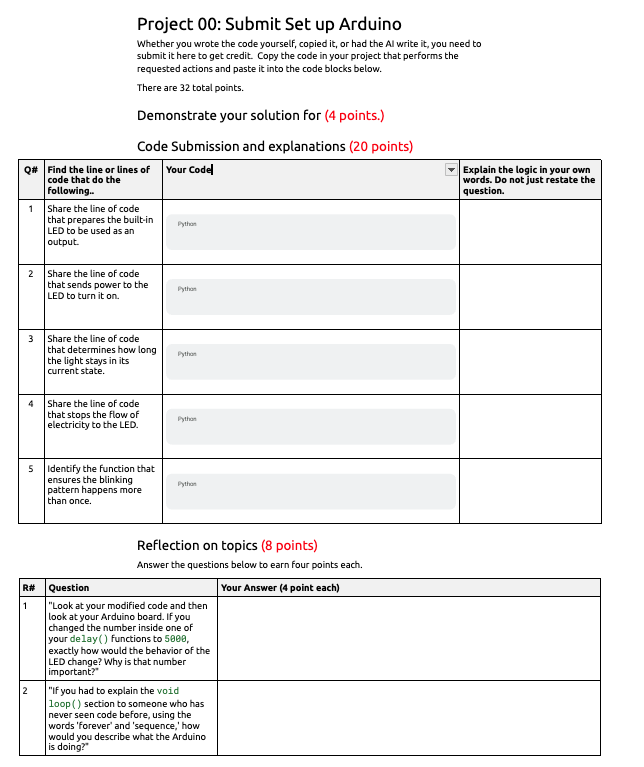 Project 00: Submit Set up Arduino
Whether you wrote the code yourself, copied it, or had the AI write it, you need to
submit it here to get credit.  Copy the code in your project that performs the
requested actions and paste it into the code blocks below.
There are 32 total points.
Demonstrate your solution for (4 points.)
Code Submission and explanations (20 points)
Q#
Find the line or lines of
code that do the
following..
Your Code
Explain the logic in your own
words. Do not just restate the
question.
1
Share the line of code
that prepares the built-in
LED to be used as an
output.
Python
2
Share the line of code
that sends power to the
LED to turn it on.
Python
3
Share the line of code
that determines how long
the light stays in its
current state.
Python
4
Share the line of code
that stops the flow of
electricity to the LED.
Python
5
Identify the function that
ensures the blinking
pattern happens more
than once.
Python
Reflection on topics (8 points)
Answer the questions below to earn four points each.
R#
Question
Your Answer (4 point each)
1
"Look at your modified code and then
look at your Arduino board. If you
changed the number inside one of
your delay() functions to 5000,
exactly how would the behavior of the
LED change? Why is that number
important?"
2
"If you had to explain the void
loop() section to someone who has
never seen code before, using the
words 'forever' and 'sequence,' how
would you describe what the Arduino
is doing?"